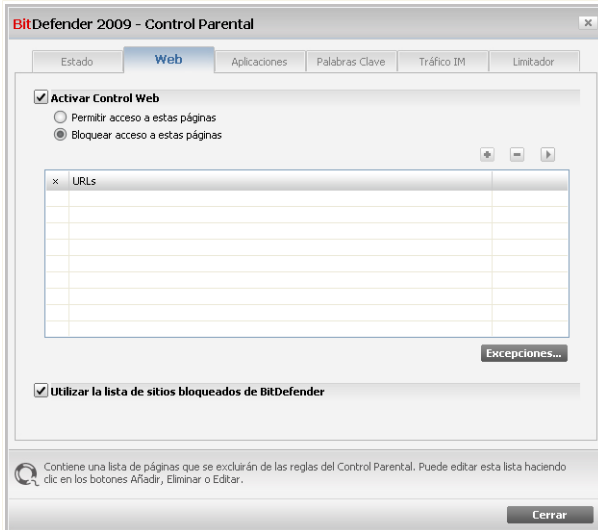 BitDefender 2009 - Control Parental
Estado Web Aplicaciones Palabras Clave Tráfico IM Limitador
Activar Control Web
Permitir acceso a estas páginas
Bloquear acceso a estas páginas
x URLs
Excepciones...
Utilizar la lista de sitios bloqueados de BitDefender
Contiene una lista de páginas que se excluirán de las reglas del Control Parental. Puede editar esta lista haciendo
clic en los botones Añadir, Eliminar o Editar.
Cerrar